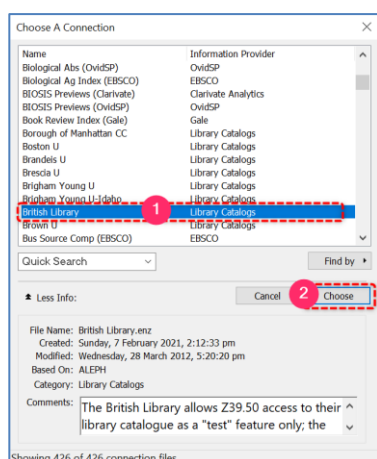 Choose A Connection
Name Information Provider
Biological Abs (OvidSP) OvidSP
Biological Ag Index (EBSCO) EBSCO
BIOSIS Previews (Clarivate) Clarivate Analytics
BIOSIS Previews (OvidSP) OvidSP
Book Review Index (Gale) Gale
Borough of Manhattan CC Library Catalogs
Boston U Library Catalogs
Brandeis U Library Catalogs
Brescia U Library Catalogs
Brigham Young U Library Catalogs
Brigham Young U-Idaho Library Catalogs
British Library 1 Library Catalogs
Brown U Library Catalogs
Bus Source Comp (EBSCO) EBSCO
Quick Search Find by
Less Info: Cancel 2 Choose
File Name: British Library.enz
Created: Sunday, 7 February 2021, 2:12:33 pm
Modified: Wednesday, 28 March 2012, 5:20:20 pm
Based On: ALEPH
Category: Library Catalogs
Comments: The British Library allows Z39.50 access to their
library catalogue as a "test" feature only; the
Showing 426 of 426 connection files